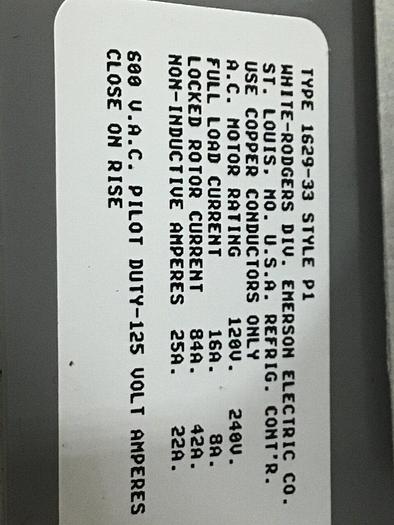 TYPE 1629-33 STYLE P1
WHITE-RODGERS DIV. EMERSON ELECTRIC CO.
ST. LOUIS, MO. U.S.A. REFRIG. CONT'R.
USE COPPER CONDUCTORS ONLY
A.C. MOTOR RATING 120V. 240V.
FULL LOAD CURRENT 16A. 8A.
LOCKED ROTOR CURRENT 84A. 42A.
NON-INDUCTIVE AMPERES 25A. 22A.
600 V.A.C. PILOT DUTY-125 VOLT AMPERES
CLOSE ON RISE